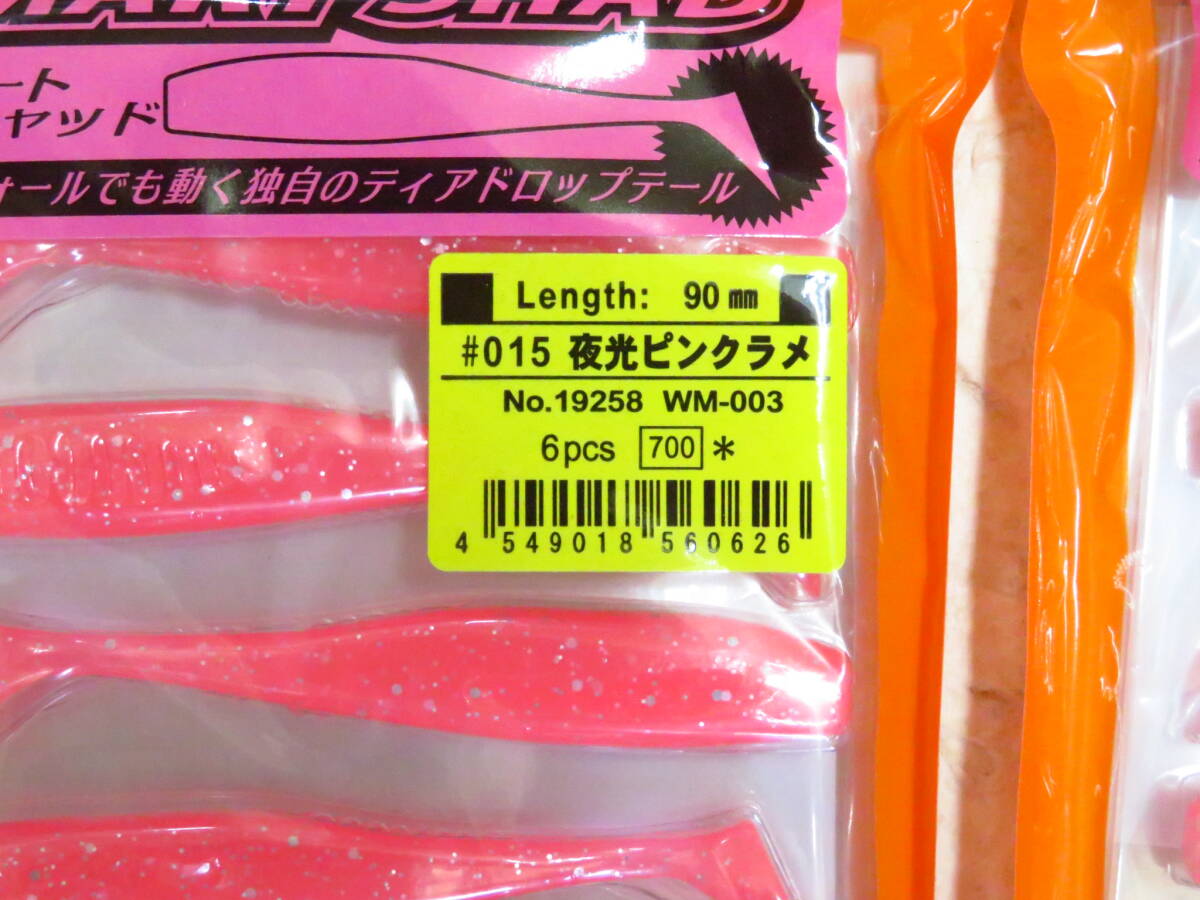 SHAD
ート
ャッド
ォールでも動く独自のティアドロップテール
Length: 90㎜
#015 夜光ピンクラメ
No.19258 WM-003
6pcs 700 *
4 549018 560626